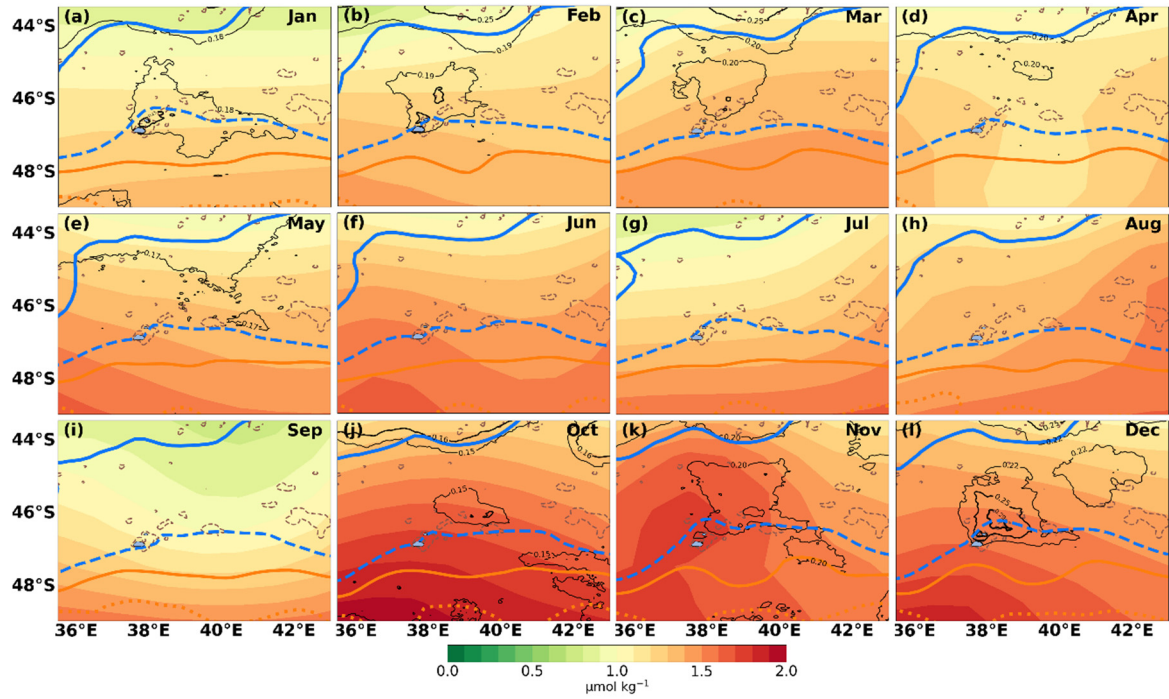 (a) Jan
(b) Feb
(c) Mar
(d) Apr
44°S
46°S
48°S
0.18
0.18
0.25
0.19
0.19
0.25
0.20
0.20
0.20
0.20
(e) May
(f) Jun
(g) Jul
(h) Aug
44°S
46°S
48°S
0.17
0.17
(i) Sep
(j) Oct
(k) Nov
(l) Dec
44°S
46°S
48°S
0.16
0.15
0.16
0.15
0.15
0.20
0.20
0.20
0.22
0.22
0.22
0.25
36°E 38°E 40°E 42°E
36°E 38°E 40°E 42°E
36°E 38°E 40°E 42°E
36°E 38°E 40°E 42°E
0.0 0.5 1.0 1.5 2.0
μmol kg⁻¹